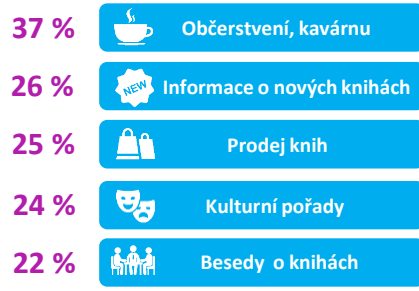 37 % Občerstvení, kavárnu
26 % NEW Informace o nových knihách
25 % Prodej knih
24 % Kulturní pořady
22 % Besedy o knihách